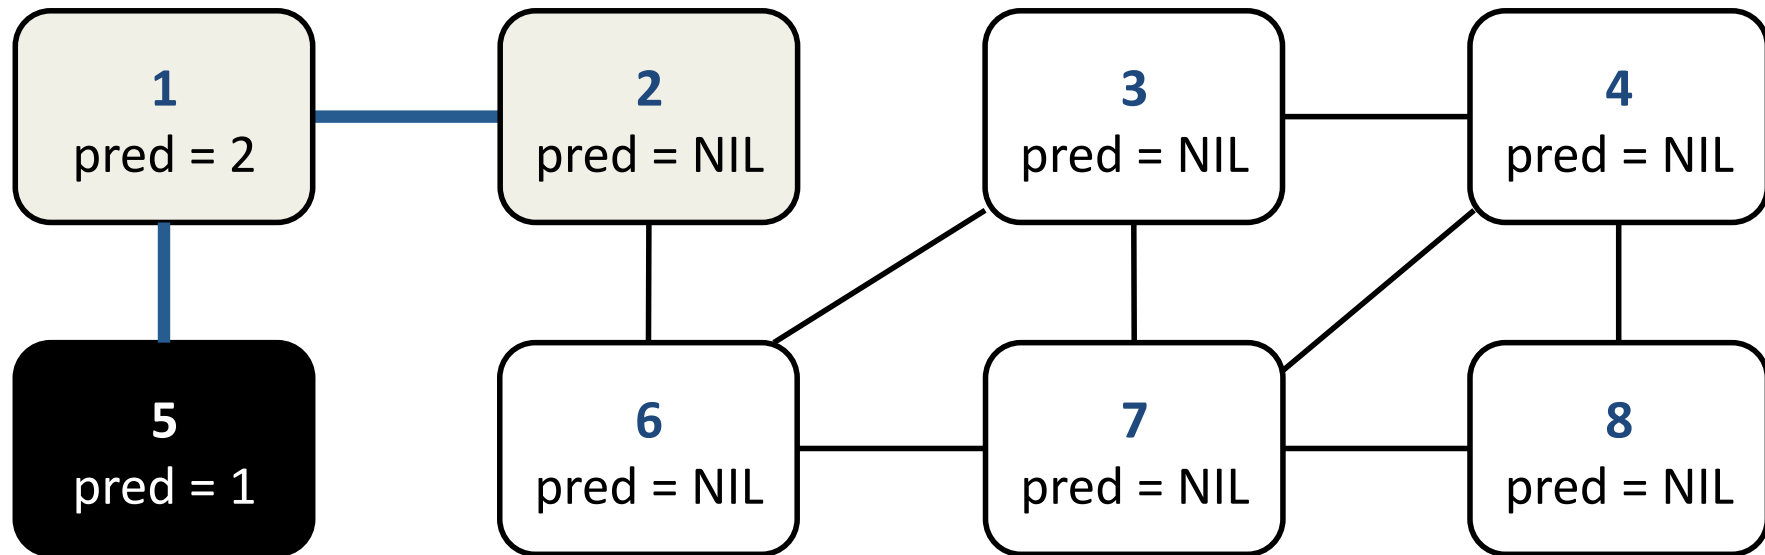 1
pred = 2
2
pred = NIL
3
pred = NIL
4
pred = NIL
5
pred = 1
6
pred = NIL
7
pred = NIL
8
pred = NIL